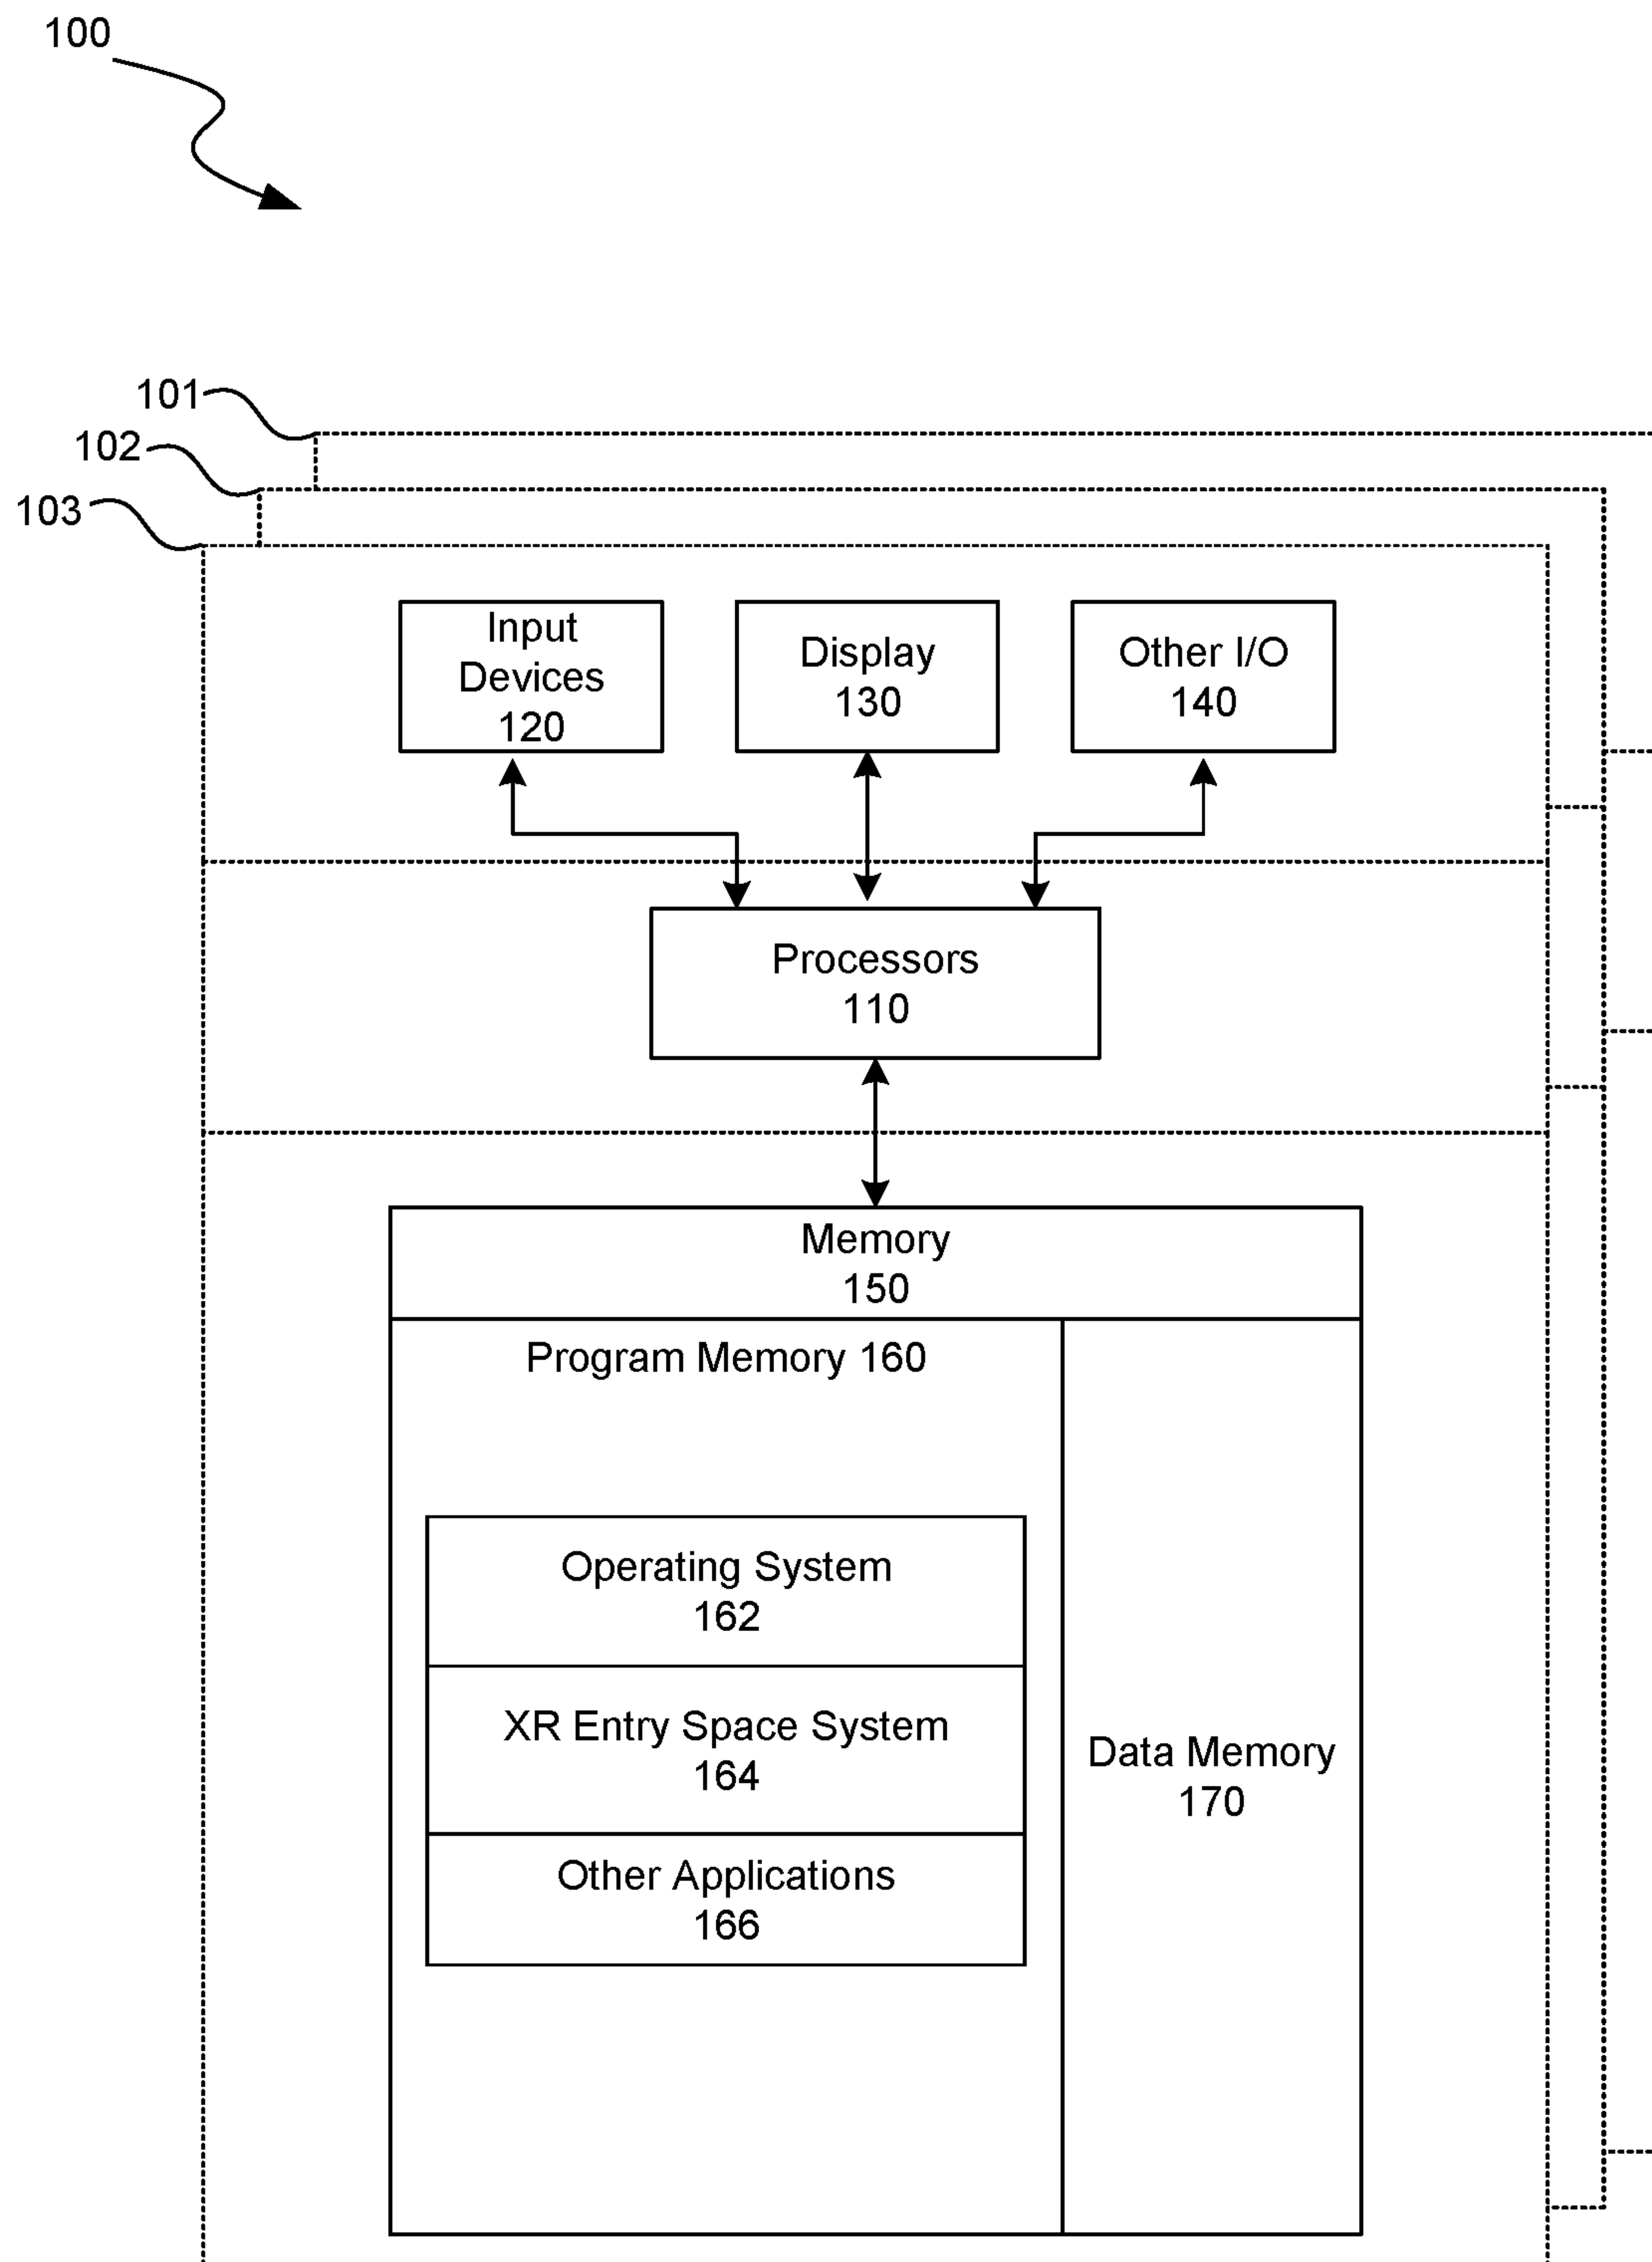 100
101
102
103
Input
Devices
120
Display
130
Other I/O
140
Processors
110
Memory
150
Program Memory 160
Operating System
162
XR Entry Space System
164
Other Applications
166
Data Memory
170